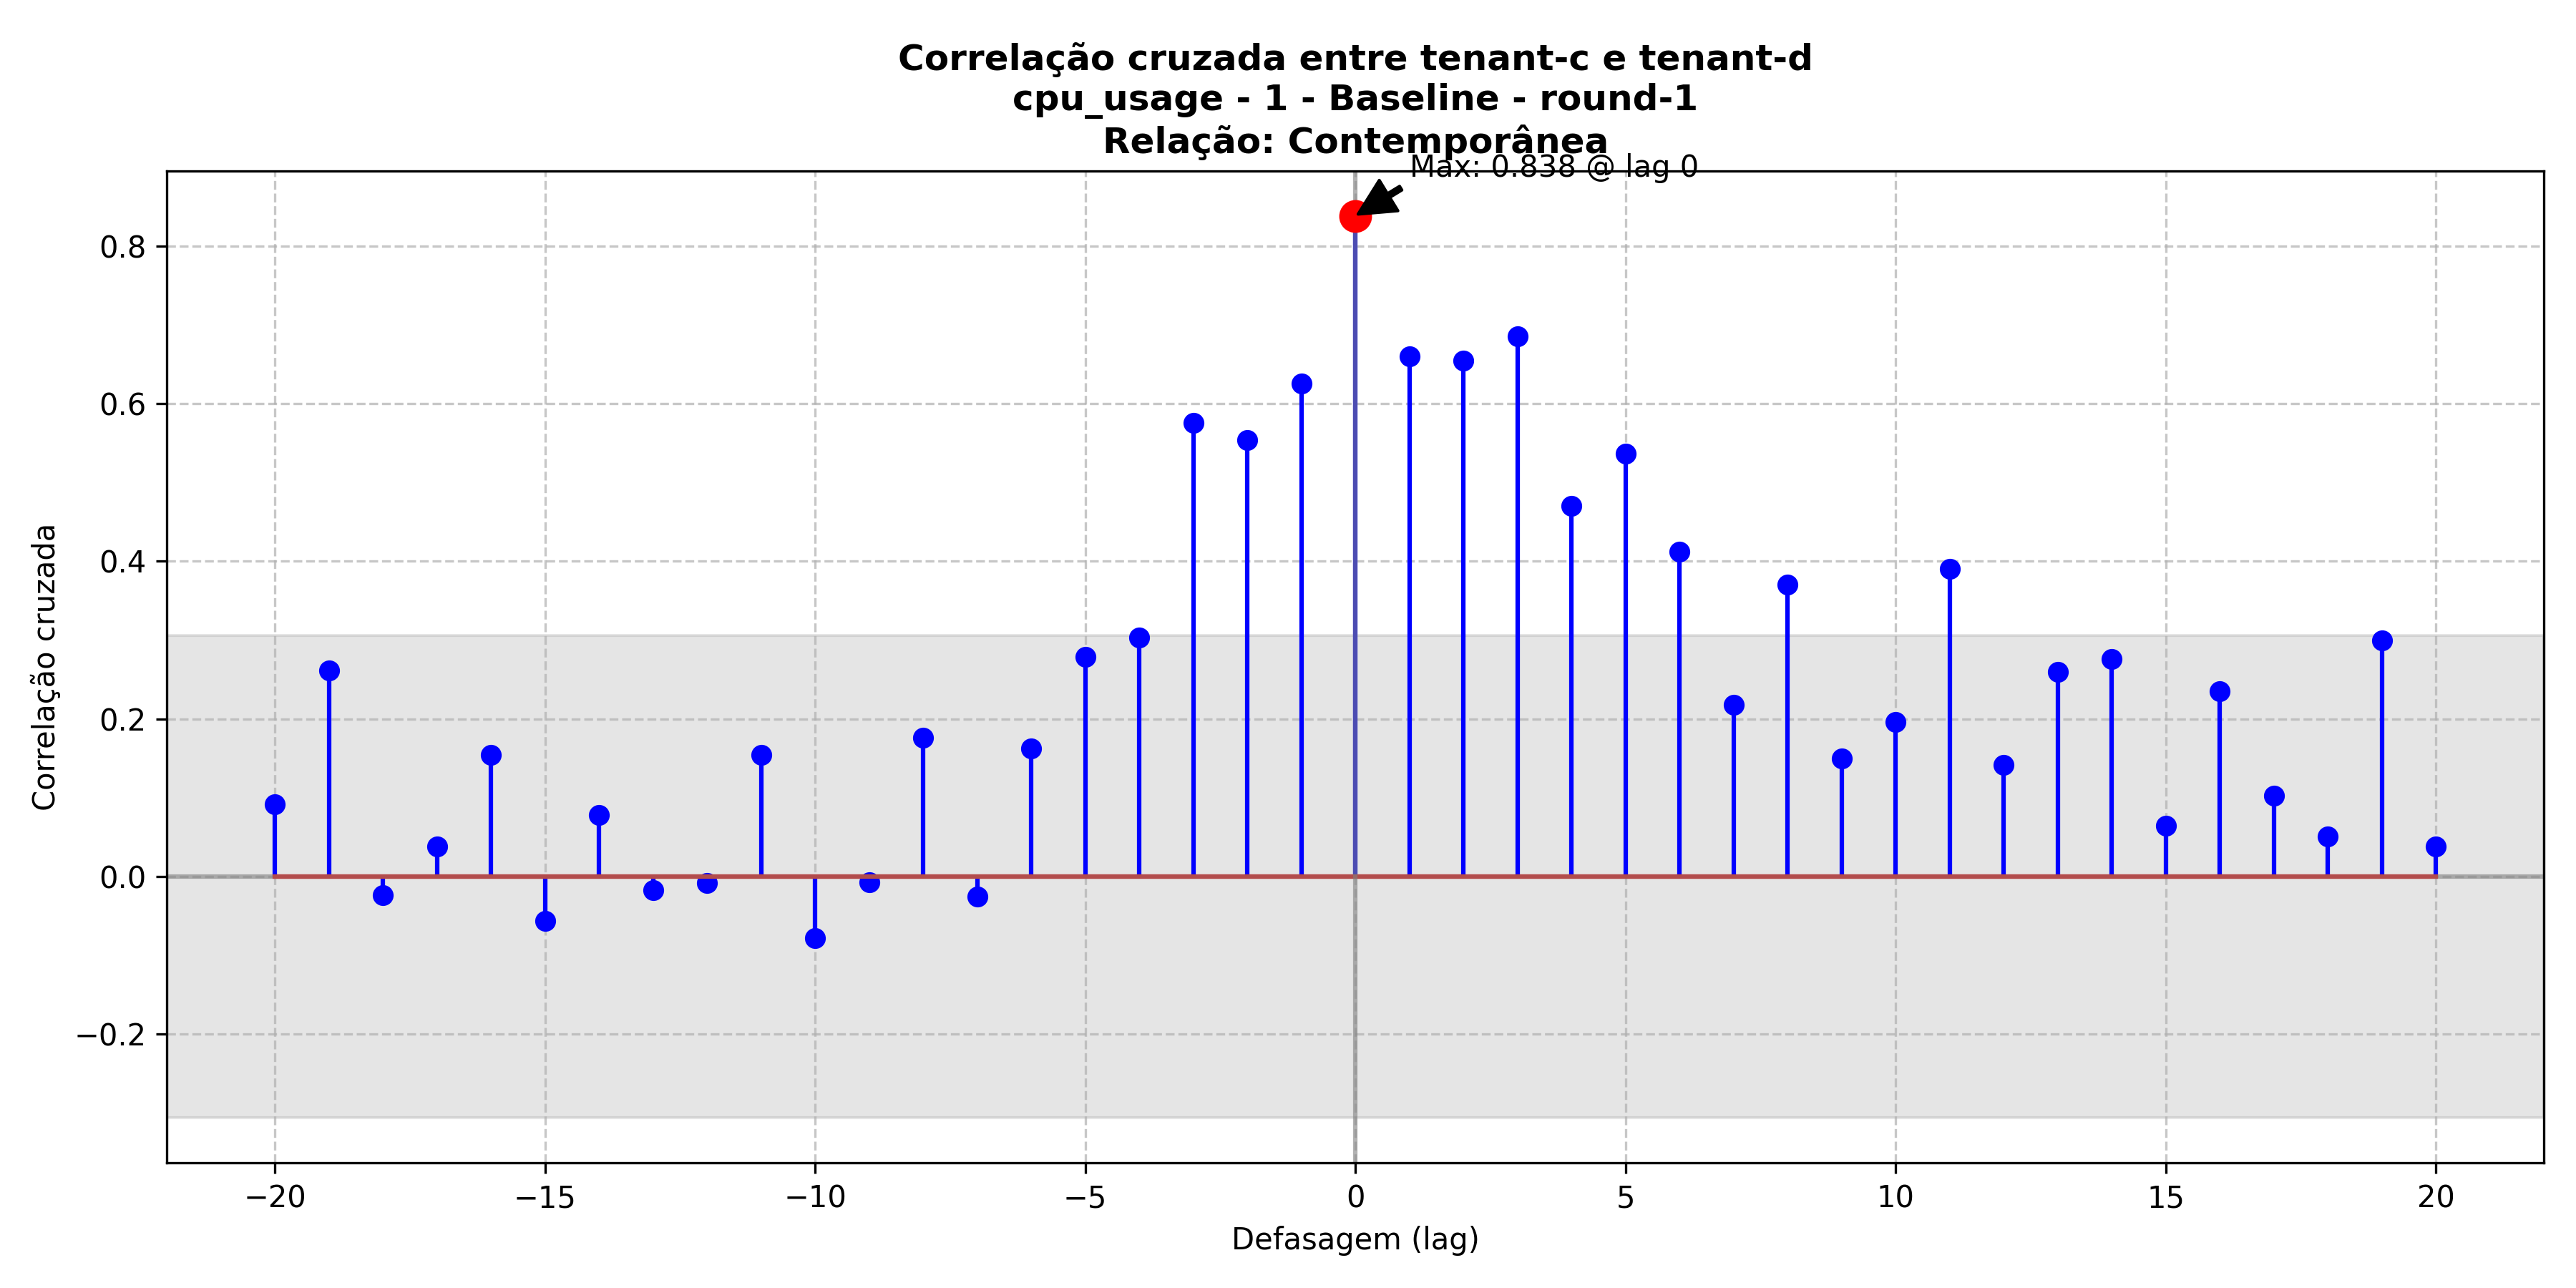 Correlação cruzada entre tenant-c e tenant-d
cpu_usage - 1 - Baseline - round-1
Relação: Contemporânea
Max: 0.838 @ lag 0
0.8
0.6
0.4
0.2
0.0
−0.2
Correlação cruzada
−20 −15 −10 −5 0 5 10 15 20
Defasagem (lag)